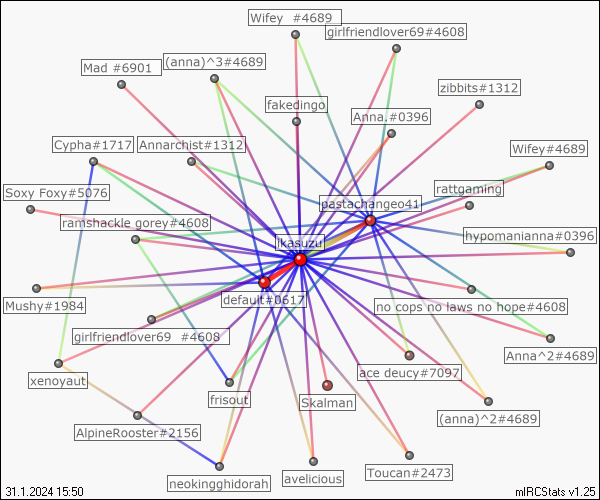 Wifey  #4689
girlfriendlover69#4608
(anna)^3#4689
Mad #6901
zibbits#1312
fakedingo
Anna.#0396
Cypha#1717
Annarchist#1312
Wifey#4689
Soxy Foxy#5076
rattgaming
pastachangeo41
ramshackle gorey#4608
hypomanianna#0396
ikasuzu
default#0617
Mushy#1984
no cops no laws no hope#4608
girlfriendlover69  #4608
Anna^2#4689
ace deucy#7097
xenoyaut
frisout
Skalman
(anna)^2#4689
AlpineRooster#2156
Toucan#2473
avelicious
neokingghidorah
31.1.2024 15:50
mIRCStats v1.25